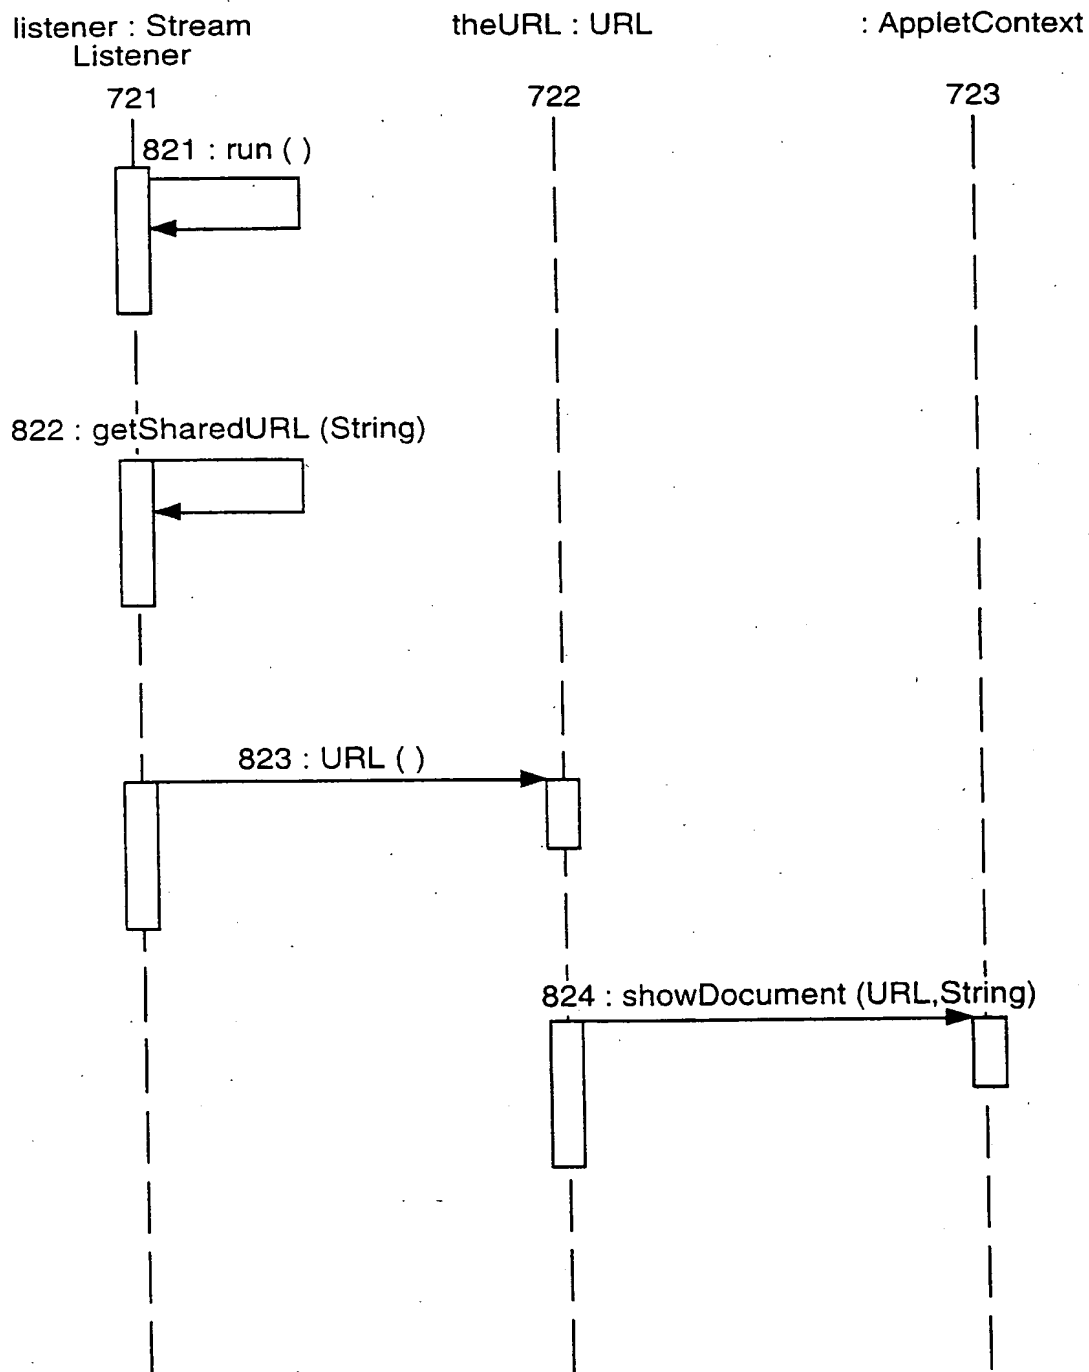 listener : Stream
Listener
theURL : URL
: AppletContext
721
722
723
821 : run ( )
822 : getSharedURL (String)
823 : URL ( )
824 : showDocument (URL,String)